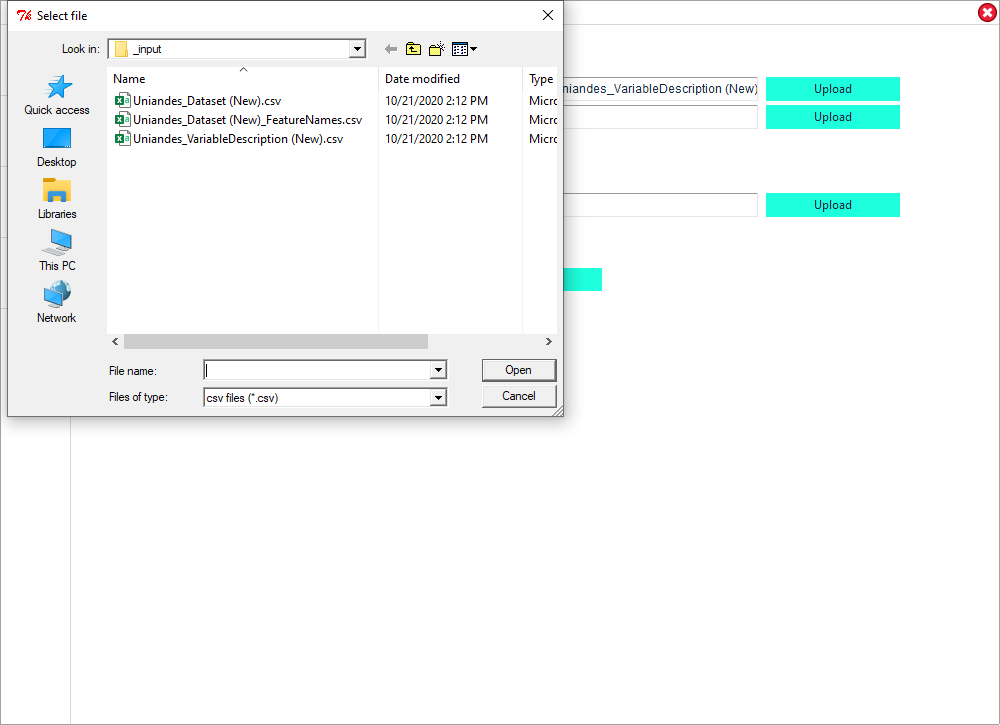 Select file
Look in:
_input
Name
Date modified
Type
Uniandes_Dataset (New).csv
10/21/2020 2:12 PM
Micro
Uniandes_Dataset (New)_FeatureNames.csv
10/21/2020 2:12 PM
Micro
Uniandes_VariableDescription (New).csv
10/21/2020 2:12 PM
Micro
Quick access
Desktop
Libraries
This PC
Network
File name:
Open
Files of type:
csv files (*.csv)
Cancel
niandes_VariableDescription (New)
Upload
Upload
Upload